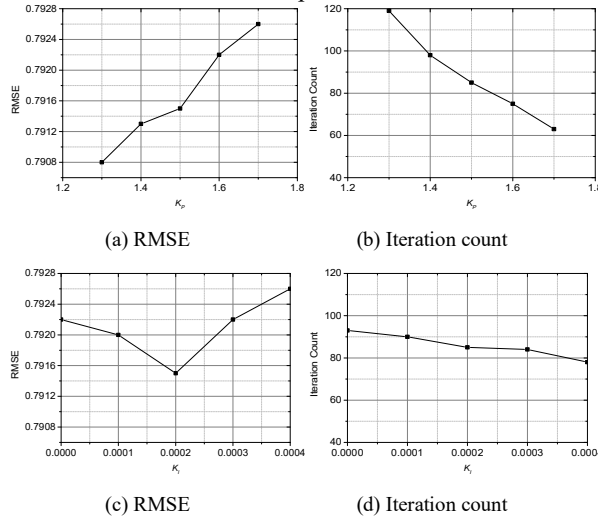 0.7928
0.7924
0.7920
0.7916
0.7912
0.7908
RMSE
1.2 1.4 1.6 1.8
K_P
120
100
80
60
40
Iteration Count
1.2 1.4 1.6 1.8
K_P
(a) RMSE (b) Iteration count
0.7928
0.7924
0.7920
0.7916
0.7912
0.7908
RMSE
0.0000 0.0001 0.0002 0.0003 0.0004
K_I
120
100
80
60
40
Iteration Count
0.0000 0.0001 0.0002 0.0003 0.0004
K_I
(c) RMSE (d) Iteration count